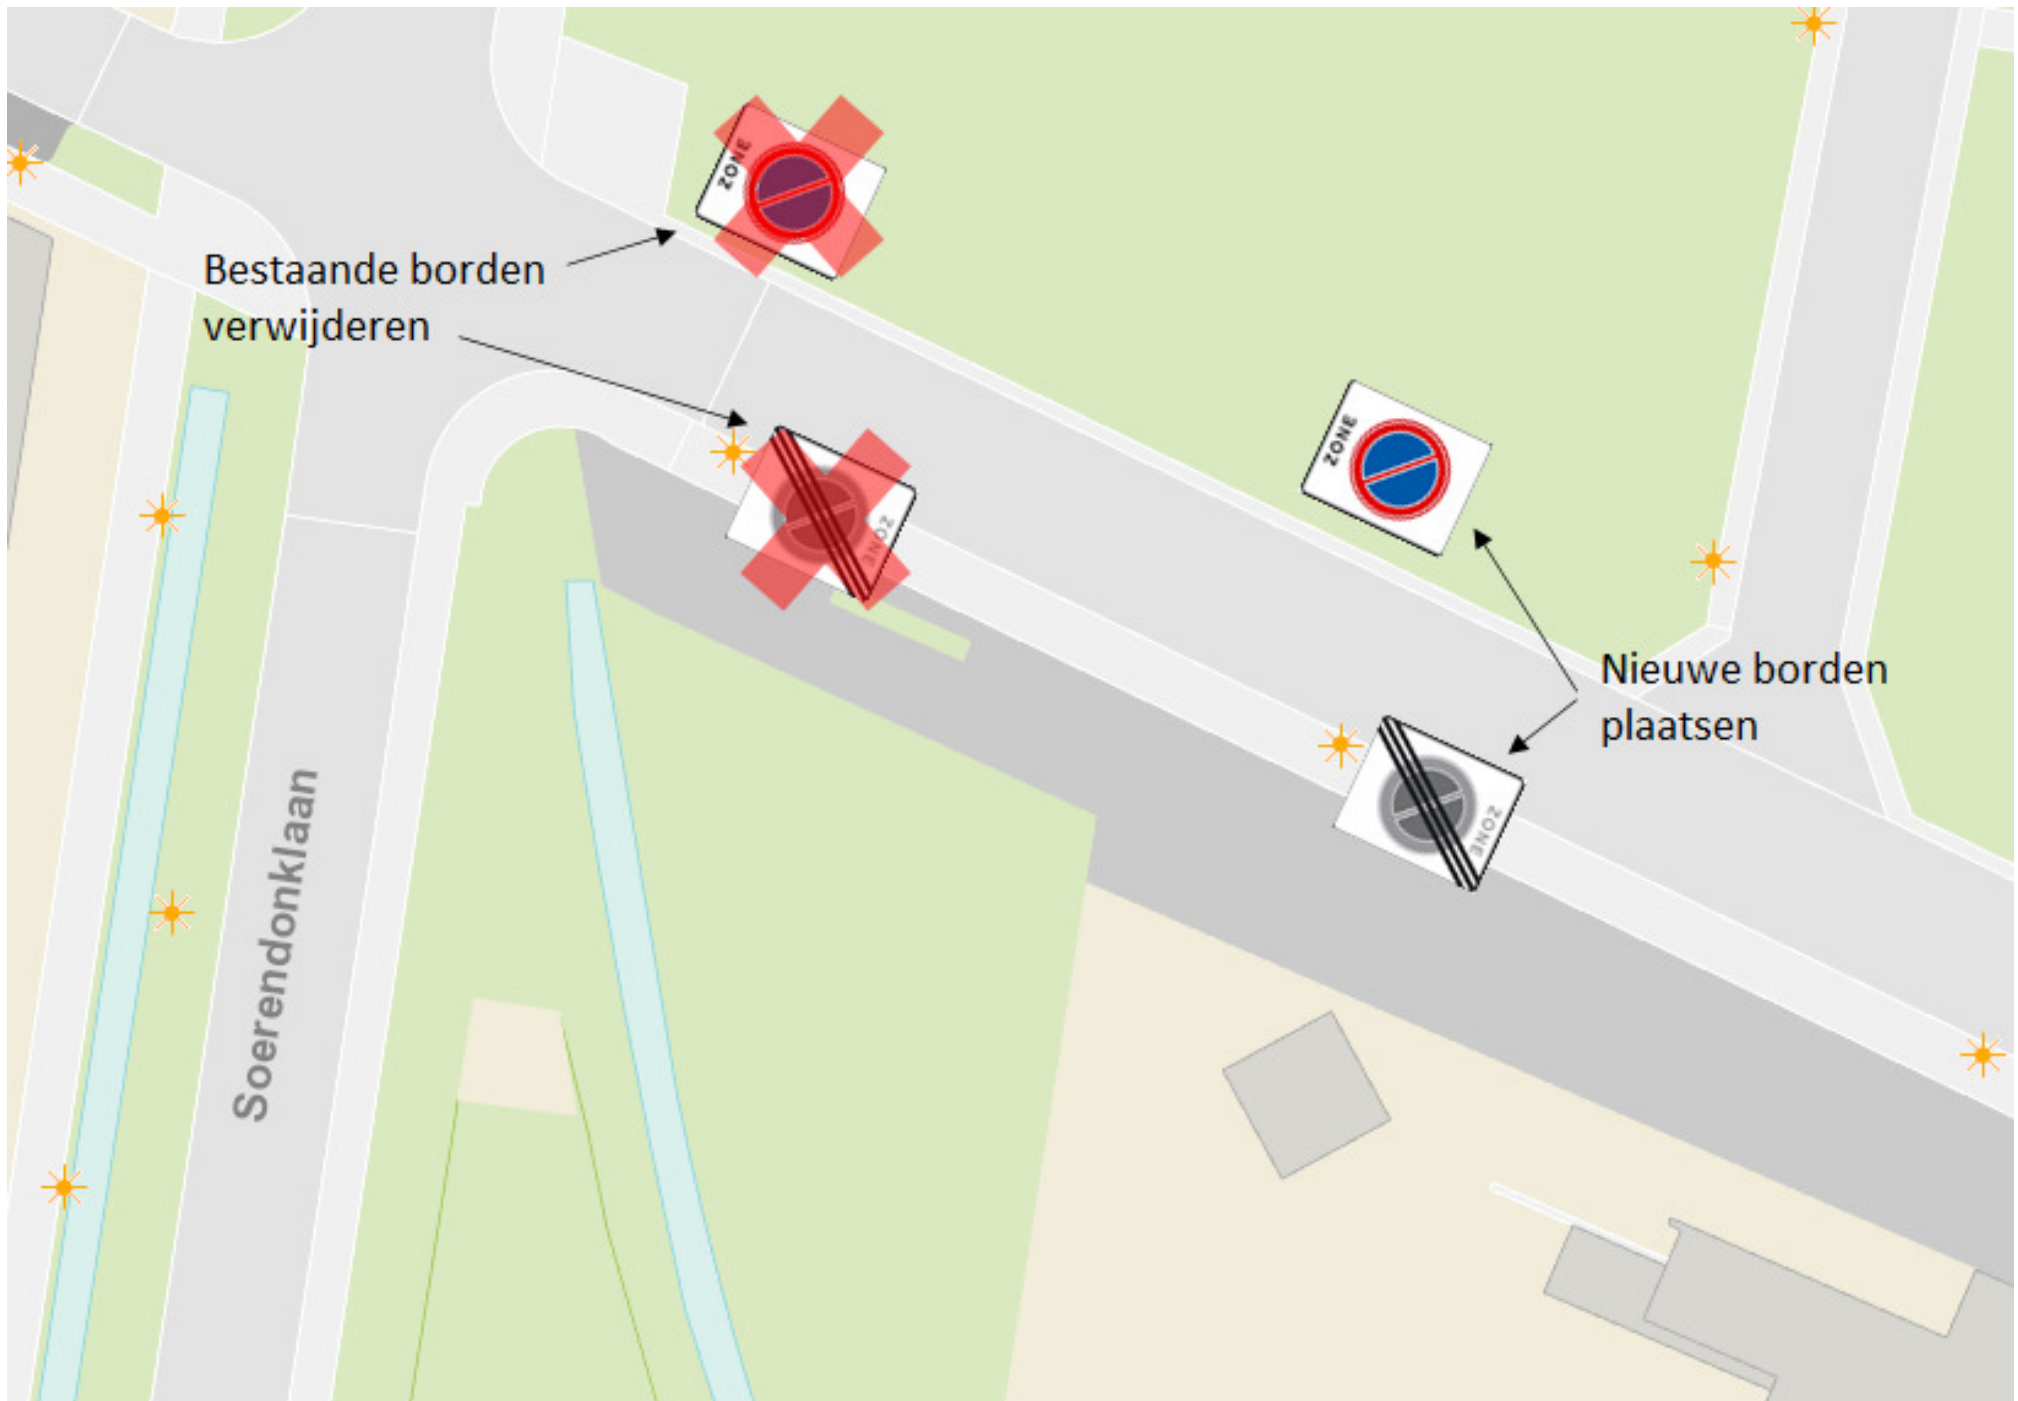 ZONE
Bestaande borden
verwijderen
ZONE
ZONE
Nieuwe borden
plaatsen
ZONE
Soerendonklaan